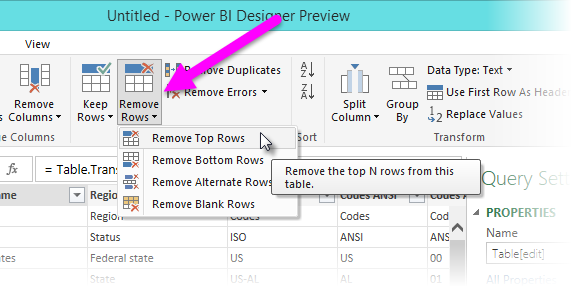 Untitled - Power BI Designer Preview
View
Remove Columns
Keep Rows
Remove Rows
Remove Duplicates
Remove Errors
Split Column
Group By
Data Type: Text
Use First Row As Heade
Replace Values
e Columns
Sort
Transform
Remove Top Rows
Remove Bottom Rows
Remove Alternate Rows
Remove Blank Rows
Remove the top N rows from this
table.
fx
= Table.Trans
Query Set
PROPERTIES
Name
Table[edit]
All Properties
Name Regio Codes ANSI Codes A
Region Codes Codes Codes
Status ISO ANSI ANSI
ates Federal state US US 00
State US-AL AL 01